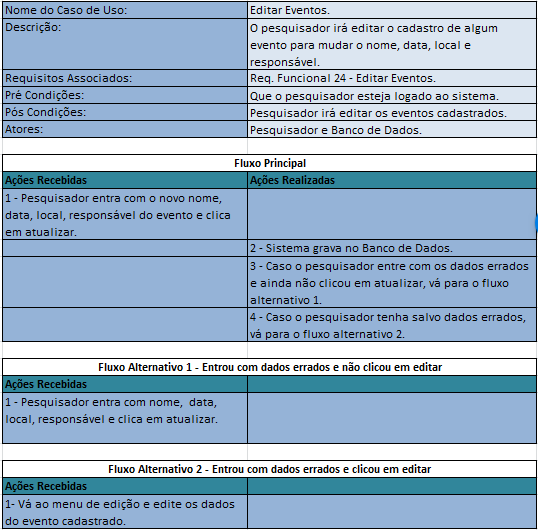 Nome do Caso de Uso: Editar Eventos.
Descrição: O pesquisador irá editar o cadastro de algum
evento para mudar o nome, data, local e
responsável.
Requisitos Associados: Req. Funcional 24 - Editar Eventos.
Pré Condições: Que o pesquisador esteja logado ao sistema.
Pós Condições: Pesquisador irá editar os eventos cadastrados.
Atores: Pesquisador e Banco de Dados.
Fluxo Principal
Ações Recebidas Ações Realizadas
1 - Pesquisador entra com o novo nome,
data, local, responsável do evento e clica
em atualizar.
2 - Sistema grava no Banco de Dados.
3 - Caso o pesquisador entre com os dados errados
e ainda não clicou em atualizar, vá para o fluxo
alternativo 1.
4 - Caso o pesquisador tenha salvo dados errados,
vá para o fluxo alternativo 2.
Fluxo Alternativo 1 - Entrou com dados errados e não clicou em editar
Ações Recebidas
1 - Pesquisador entra com nome, data,
local, responsável e clica em atualizar.
Fluxo Alternativo 2 - Entrou com dados errados e clicou em editar
Ações Recebidas
1- Vá ao menu de edição e edite os dados
do evento cadastrado.